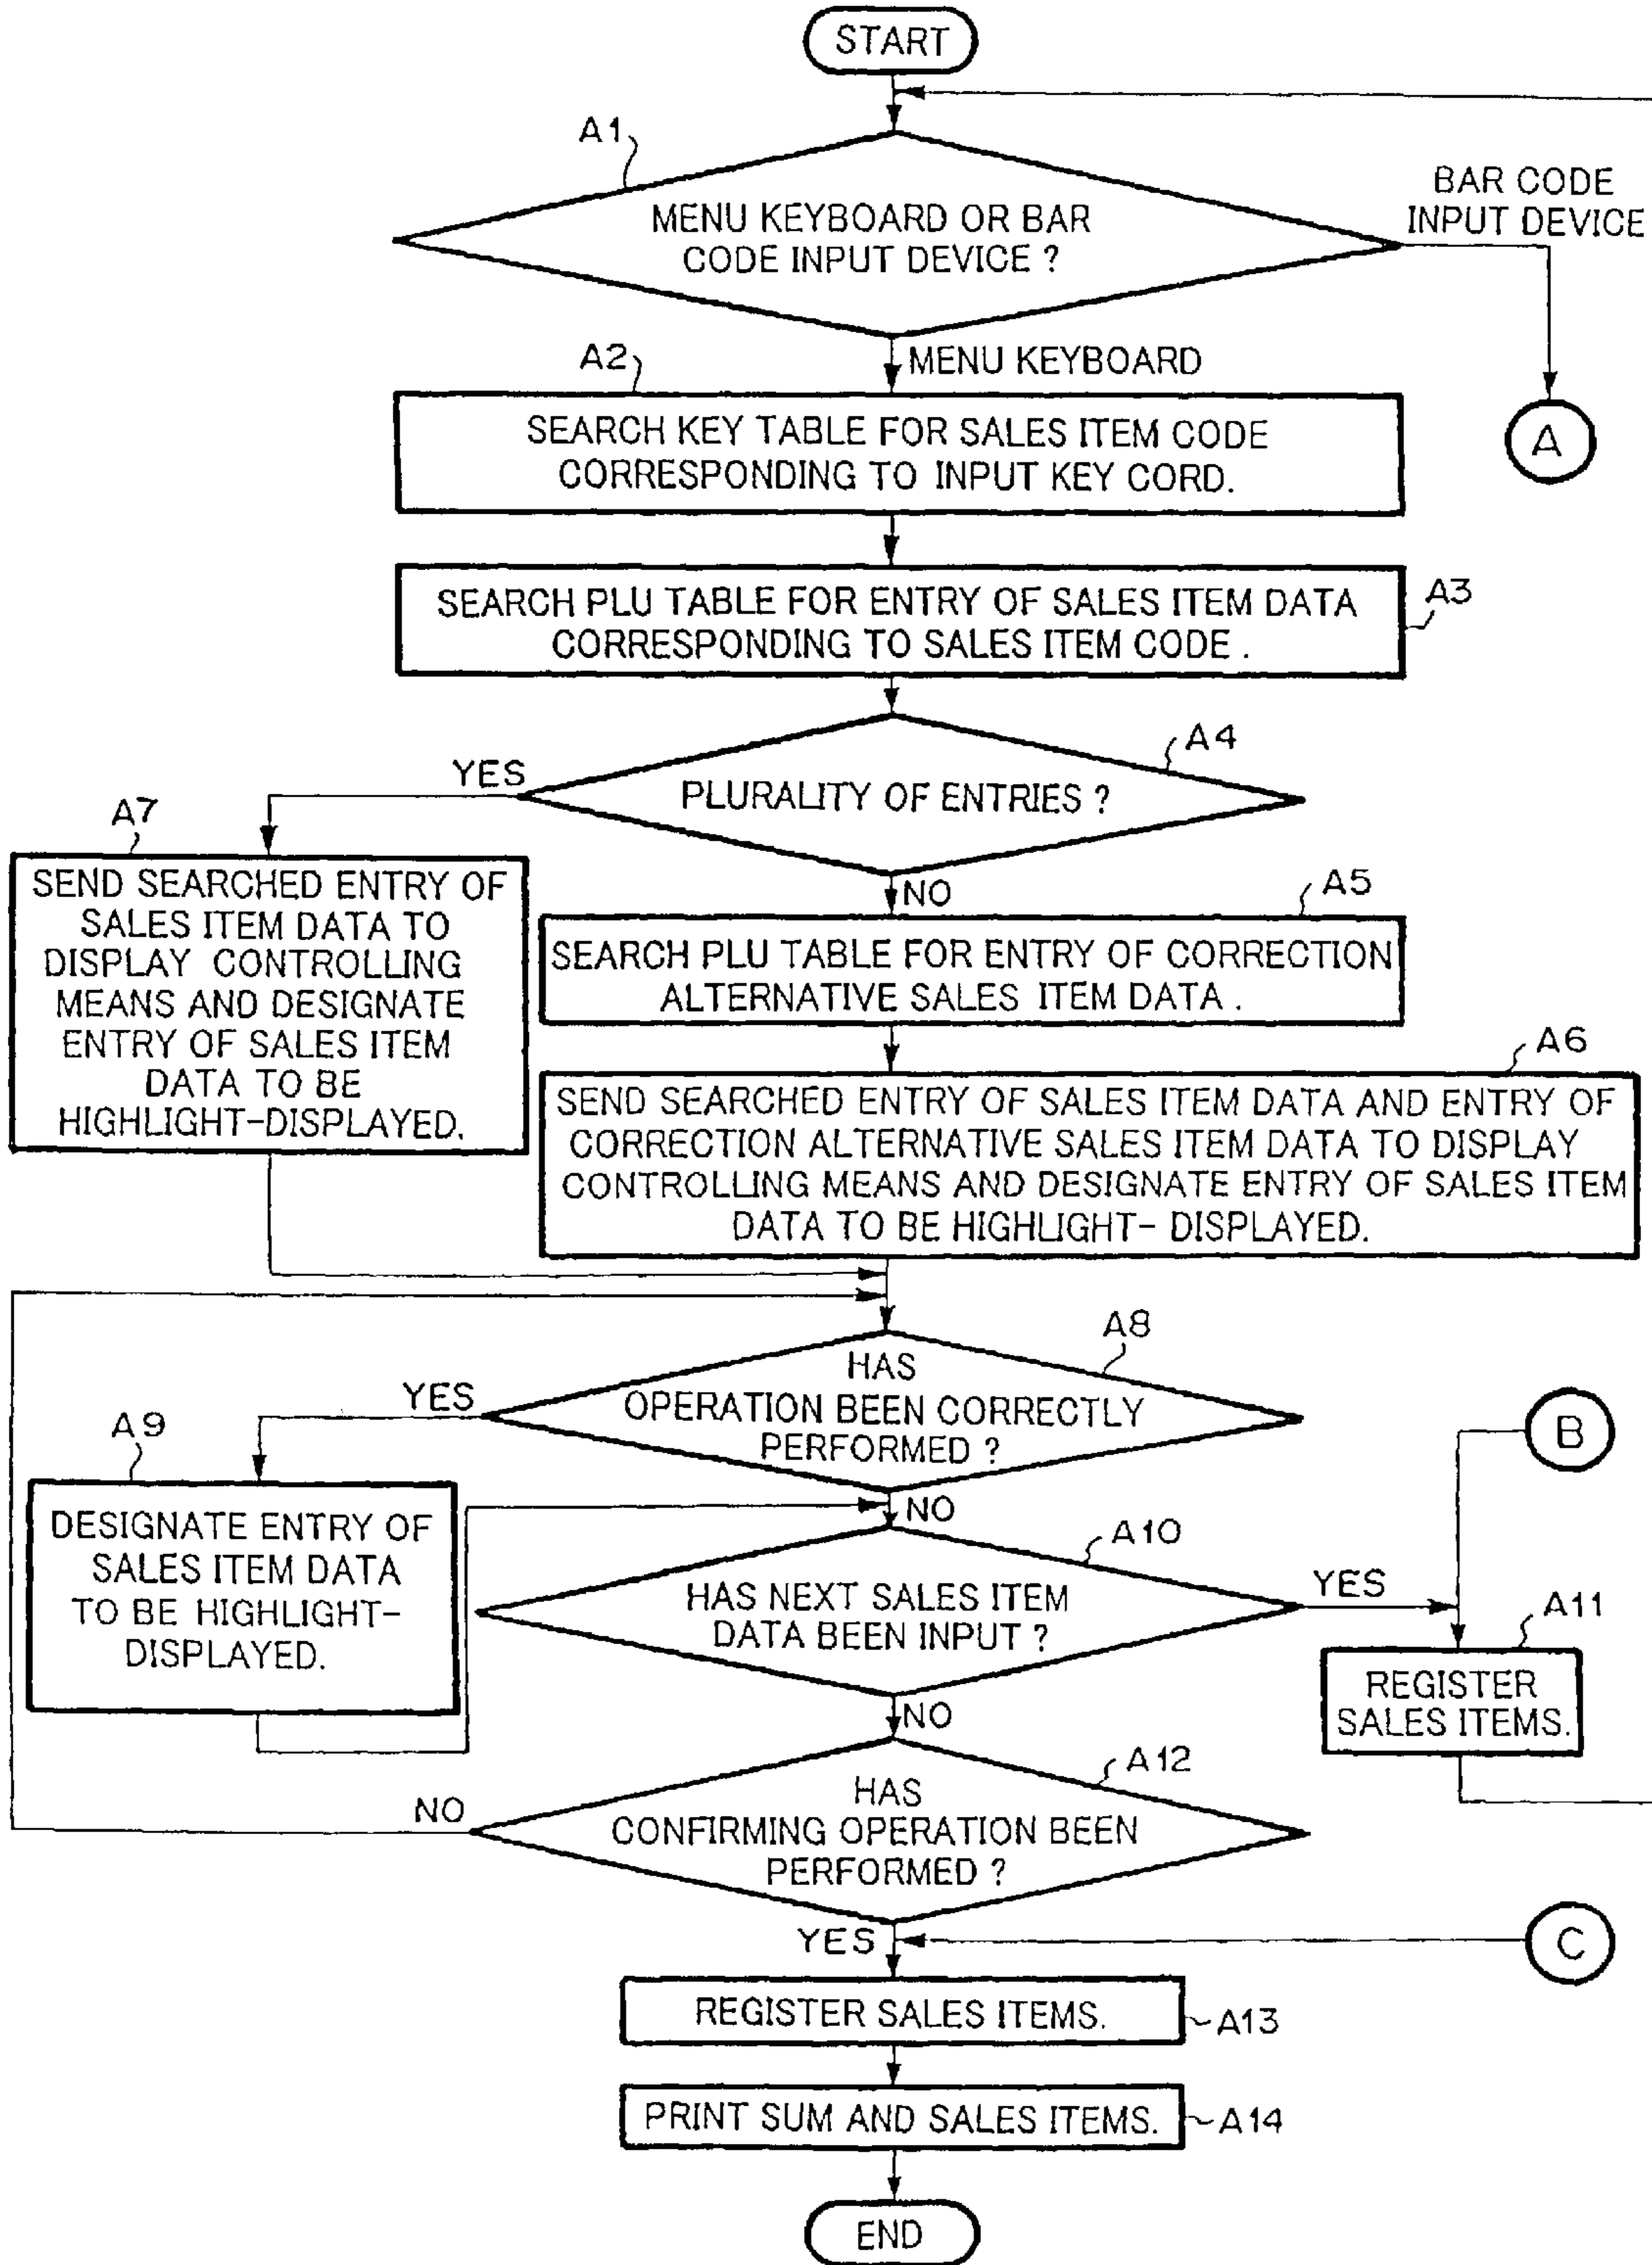 START
A1
MENU KEYBOARD OR BAR
CODE INPUT DEVICE ?
BAR CODE
INPUT DEVICE
A
MENU KEYBOARD
A2
SEARCH KEY TABLE FOR SALES ITEM CODE
CORRESPONDING TO INPUT KEY CORD.
SEARCH PLU TABLE FOR ENTRY OF SALES ITEM DATA
CORRESPONDING TO SALES ITEM CODE .
A3
A4
PLURALITY OF ENTRIES ?
YES
NO
A7
SEND SEARCHED ENTRY OF
SALES ITEM DATA TO
DISPLAY CONTROLLING
MEANS AND DESIGNATE
ENTRY OF SALES ITEM
DATA TO BE
HIGHLIGHT-DISPLAYED.
A5
SEARCH PLU TABLE FOR ENTRY OF CORRECTION
ALTERNATIVE SALES ITEM DATA .
A6
SEND SEARCHED ENTRY OF SALES ITEM DATA AND ENTRY OF
CORRECTION ALTERNATIVE SALES ITEM DATA TO DISPLAY
CONTROLLING MEANS AND DESIGNATE ENTRY OF SALES ITEM
DATA TO BE HIGHLIGHT- DISPLAYED.
A8
HAS
OPERATION BEEN CORRECTLY
PERFORMED ?
YES
NO
A9
DESIGNATE ENTRY OF
SALES ITEM DATA
TO BE HIGHLIGHT-
DISPLAYED.
B
A10
HAS NEXT SALES ITEM
DATA BEEN INPUT ?
YES
NO
A11
REGISTER
SALES ITEMS.
A12
HAS
CONFIRMING OPERATION BEEN
PERFORMED ?
NO
YES
C
REGISTER SALES ITEMS.
A13
PRINT SUM AND SALES ITEMS.
A14
END